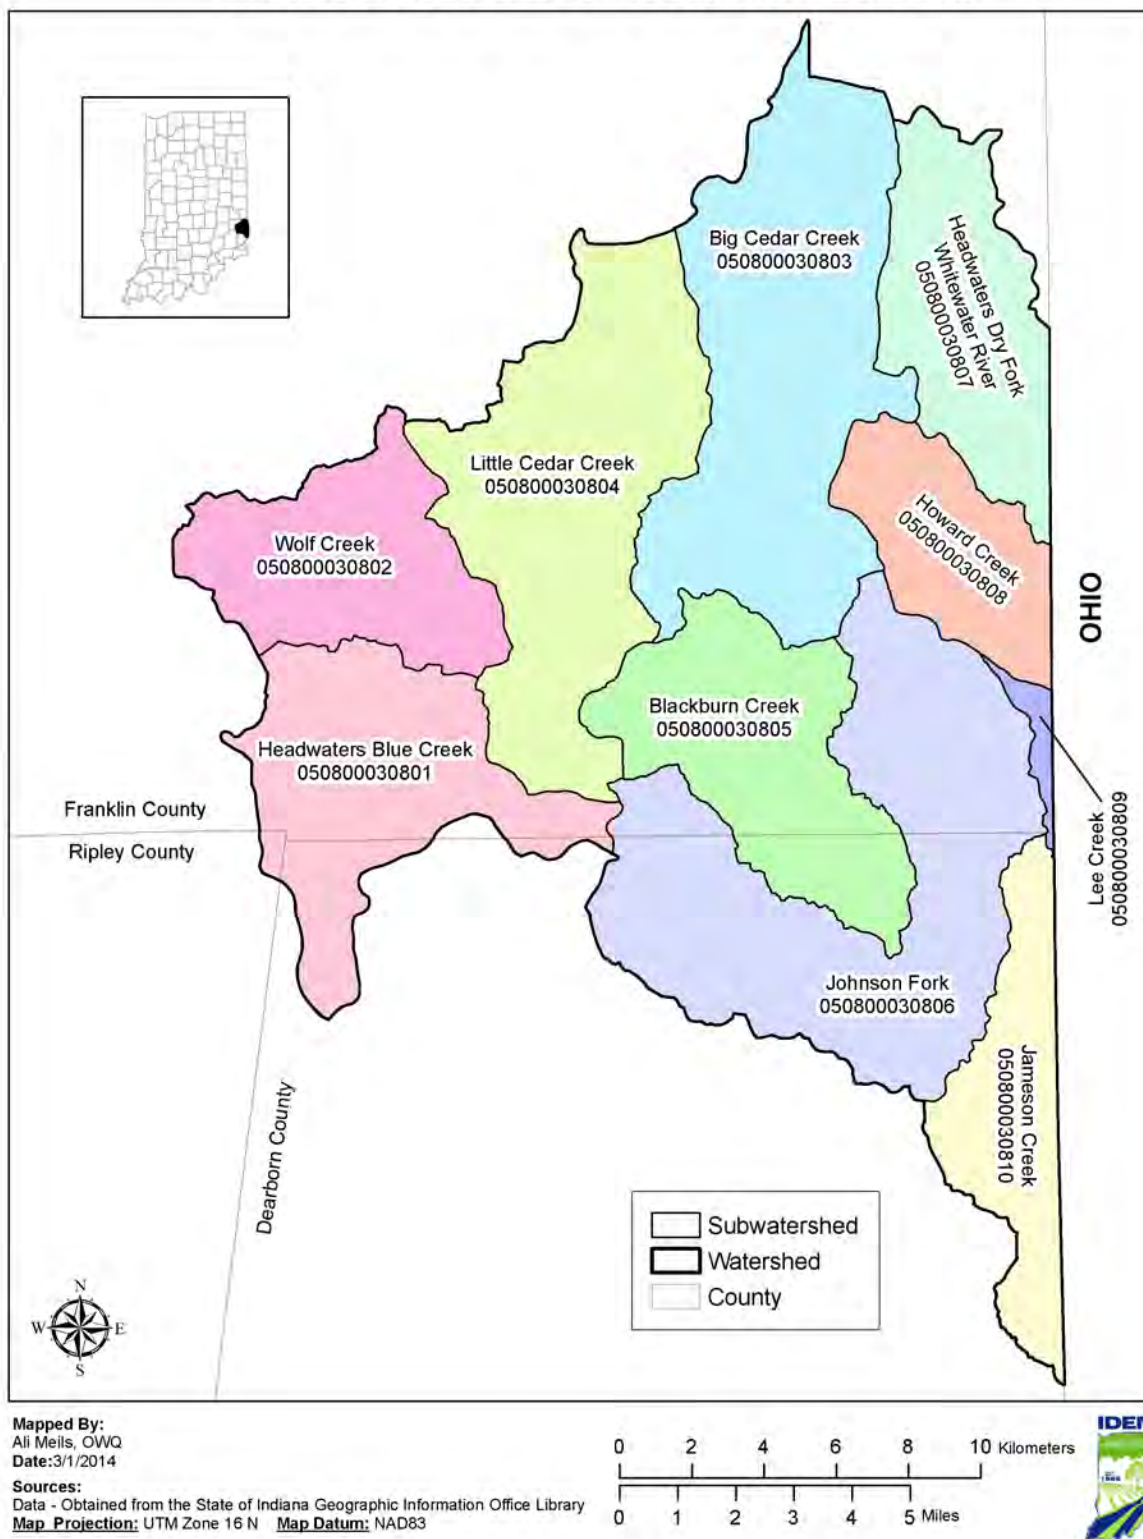 Big Cedar Creek
050800030803
Headwaters Dry Fork
Whitewater River
050800030807
Little Cedar Creek
050800030804
Howard Creek
050800030808
Wolf Creek
050800030802
OHIO
Blackburn Creek
050800030805
Headwaters Blue Creek
050800030801
Lee Creek
050800030809
Franklin County
Ripley County
Johnson Fork
050800030806
Jameson Creek
050800030810
Dearborn County
Subwatershed
Watershed
County
N
W E
S
Mapped By:
Ali Meils, OWQ
Date:3/1/2014
Sources:
Data - Obtained from the State of Indiana Geographic Information Office Library
Map Projection: UTM Zone 16 N Map Datum: NAD83
0 2 4 6 8 10 Kilometers
0 1 2 3 4 5 Miles
IDEM